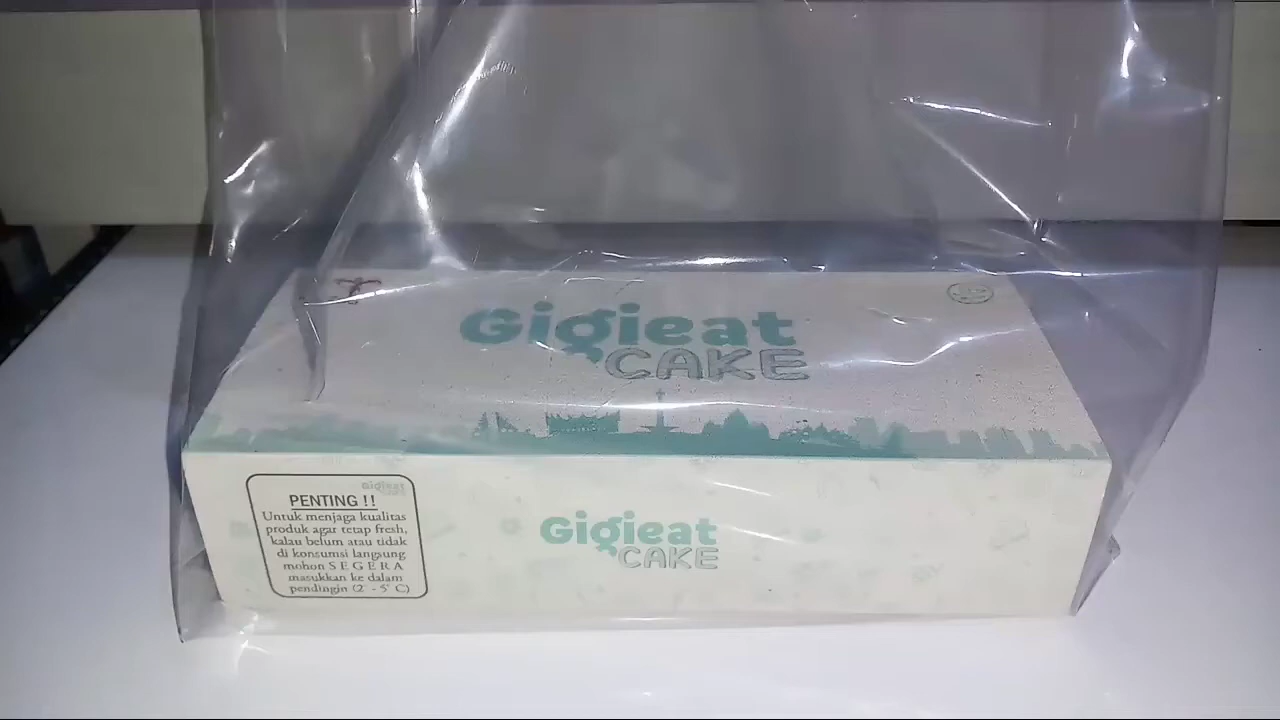 Gigieat
CAKE
Gigieat
CAKE
PENTING !!
Untuk menjaga kualitas
produk agar tetap fresh,
kalau belum atau tidak
di konsumsi langsung
mohon S E G E R A
masukkan ke dalam
pendingin (2° - 5° C)
Gigieat
CAKE